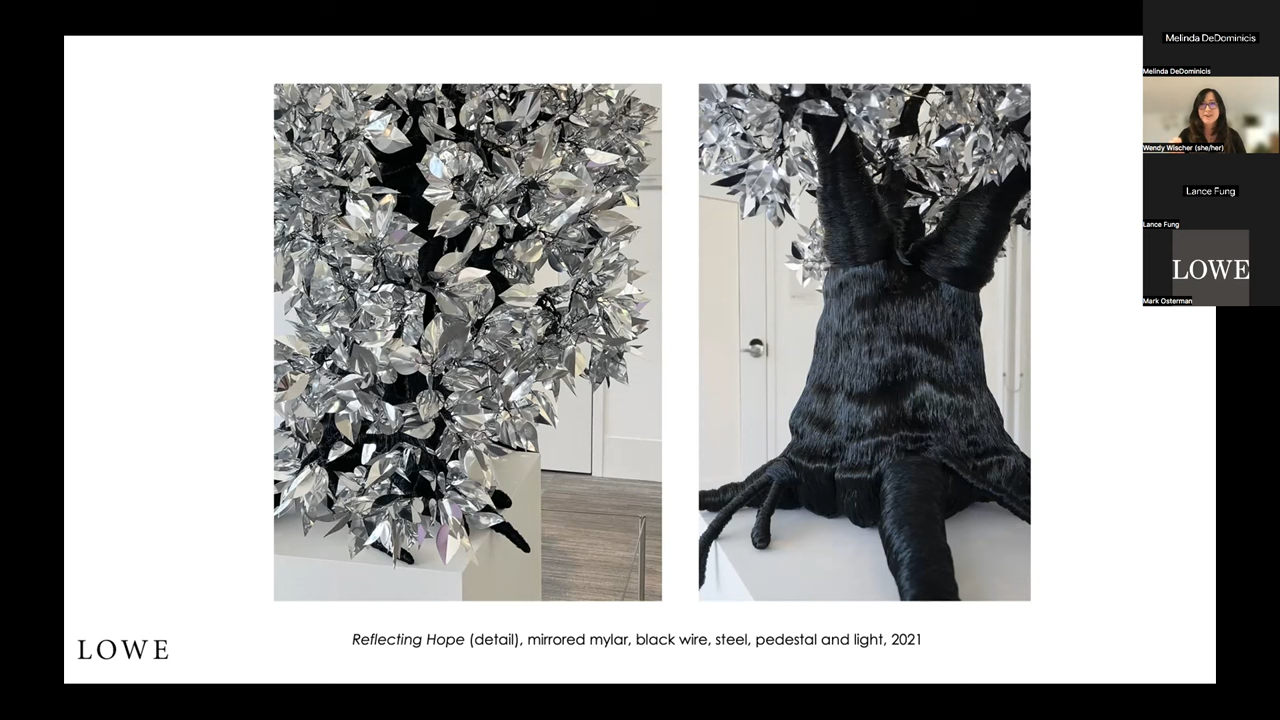 Melinda DeDominicis
Melinda DeDominicis
Wendy Wischer (she/her)
Lance Fung
Lance Fung
LOWE
Mark Osterman
Reflecting Hope (detail), mirrored mylar, black wire, steel, pedestal and light, 2021
LOWE